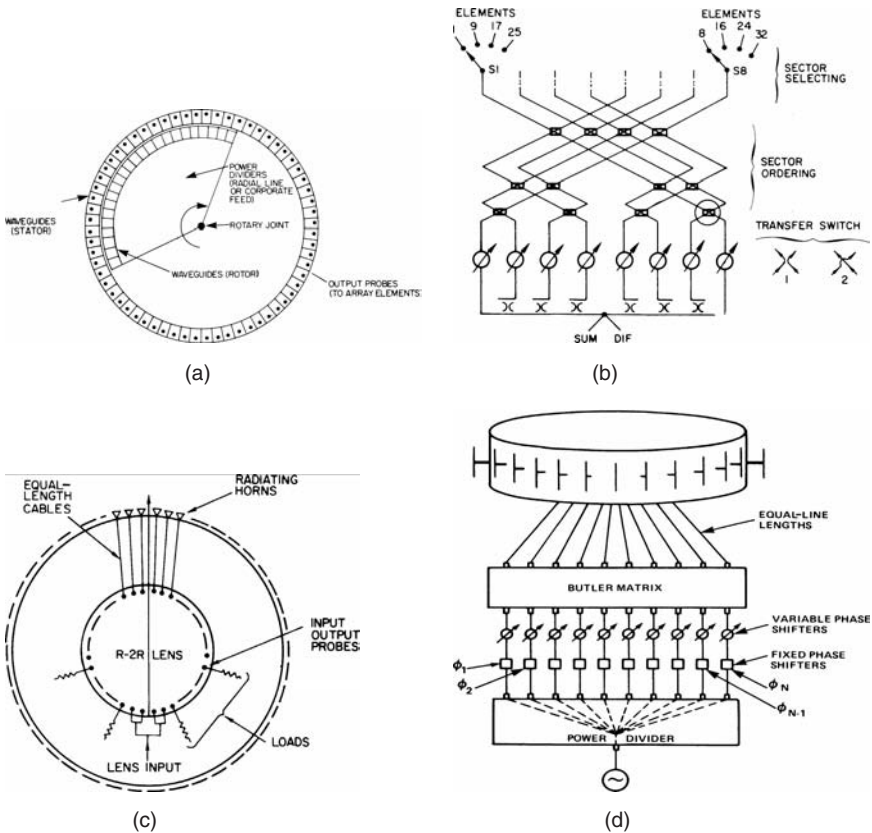 POWER
DIVIDERS
(RADIAL LINE
OR CORPORATE
FEED)
WAVEGUIDES
(STATOR)
ROTARY JOINT
WAVEGUIDES (ROTOR)
OUTPUT PROBES
(TO ARRAY ELEMENTS)
(a)
ELEMENTS
9 17
25
S1
ELEMENTS
16 24
8 32
S8
SECTOR
SELECTING
SECTOR
ORDERING
TRANSFER SWITCH
1 2
SUM DIF
(b)
EQUAL-
LENGTH
CABLES
RADIATING
HORNS
R-2R LENS
INPUT
OUTPUT
PROBES
LOADS
LENS INPUT
(c)
EQUAL-LINE
LENGTHS
BUTLER MATRIX
VARIABLE PHASE
SHIFTERS
FIXED PHASE
SHIFTERS
ϕ1
ϕ2
ϕN
ϕN-1
POWER DIVIDER
(d)